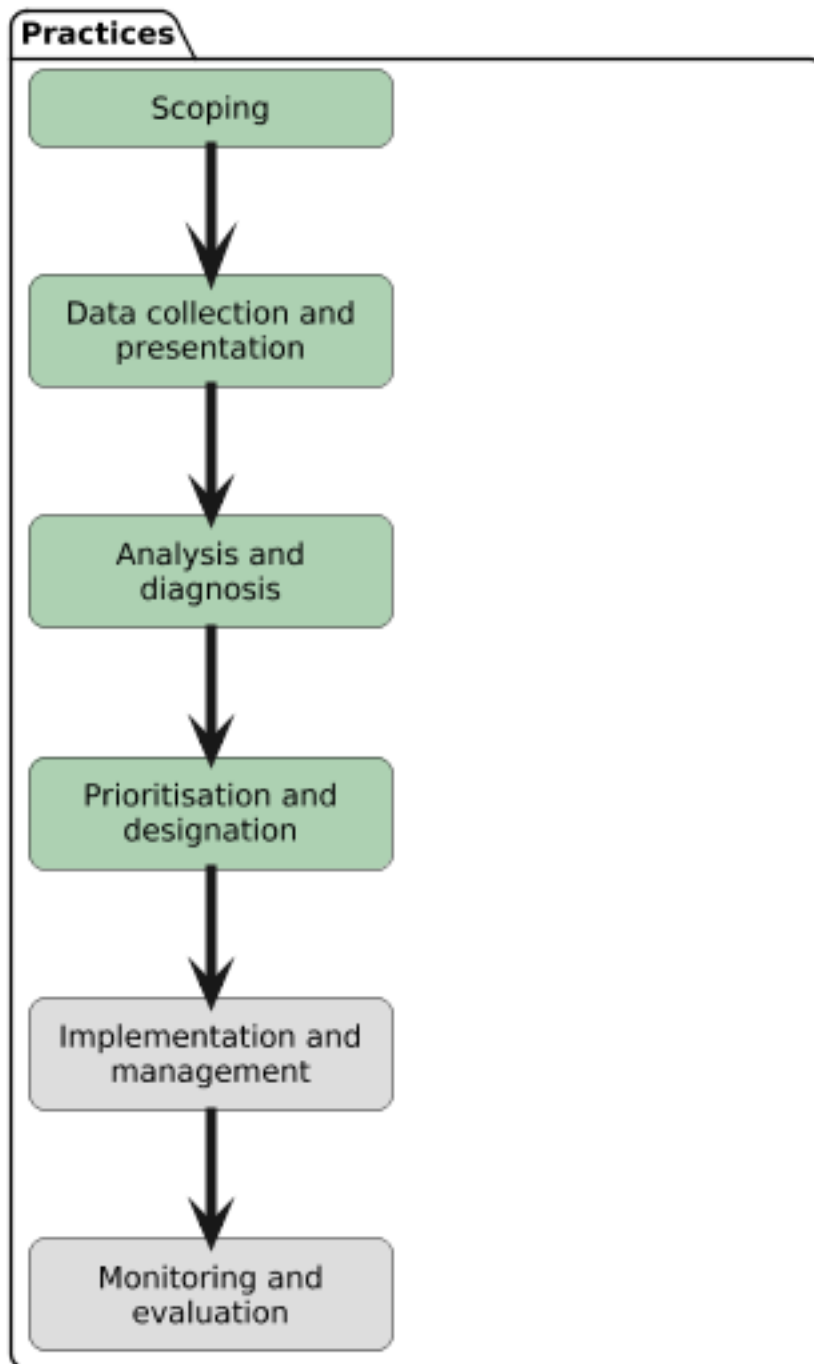 Practices
Scoping
Data collection and
presentation
Analysis and
diagnosis
Prioritisation and
designation
Implementation and
management
Monitoring and
evaluation